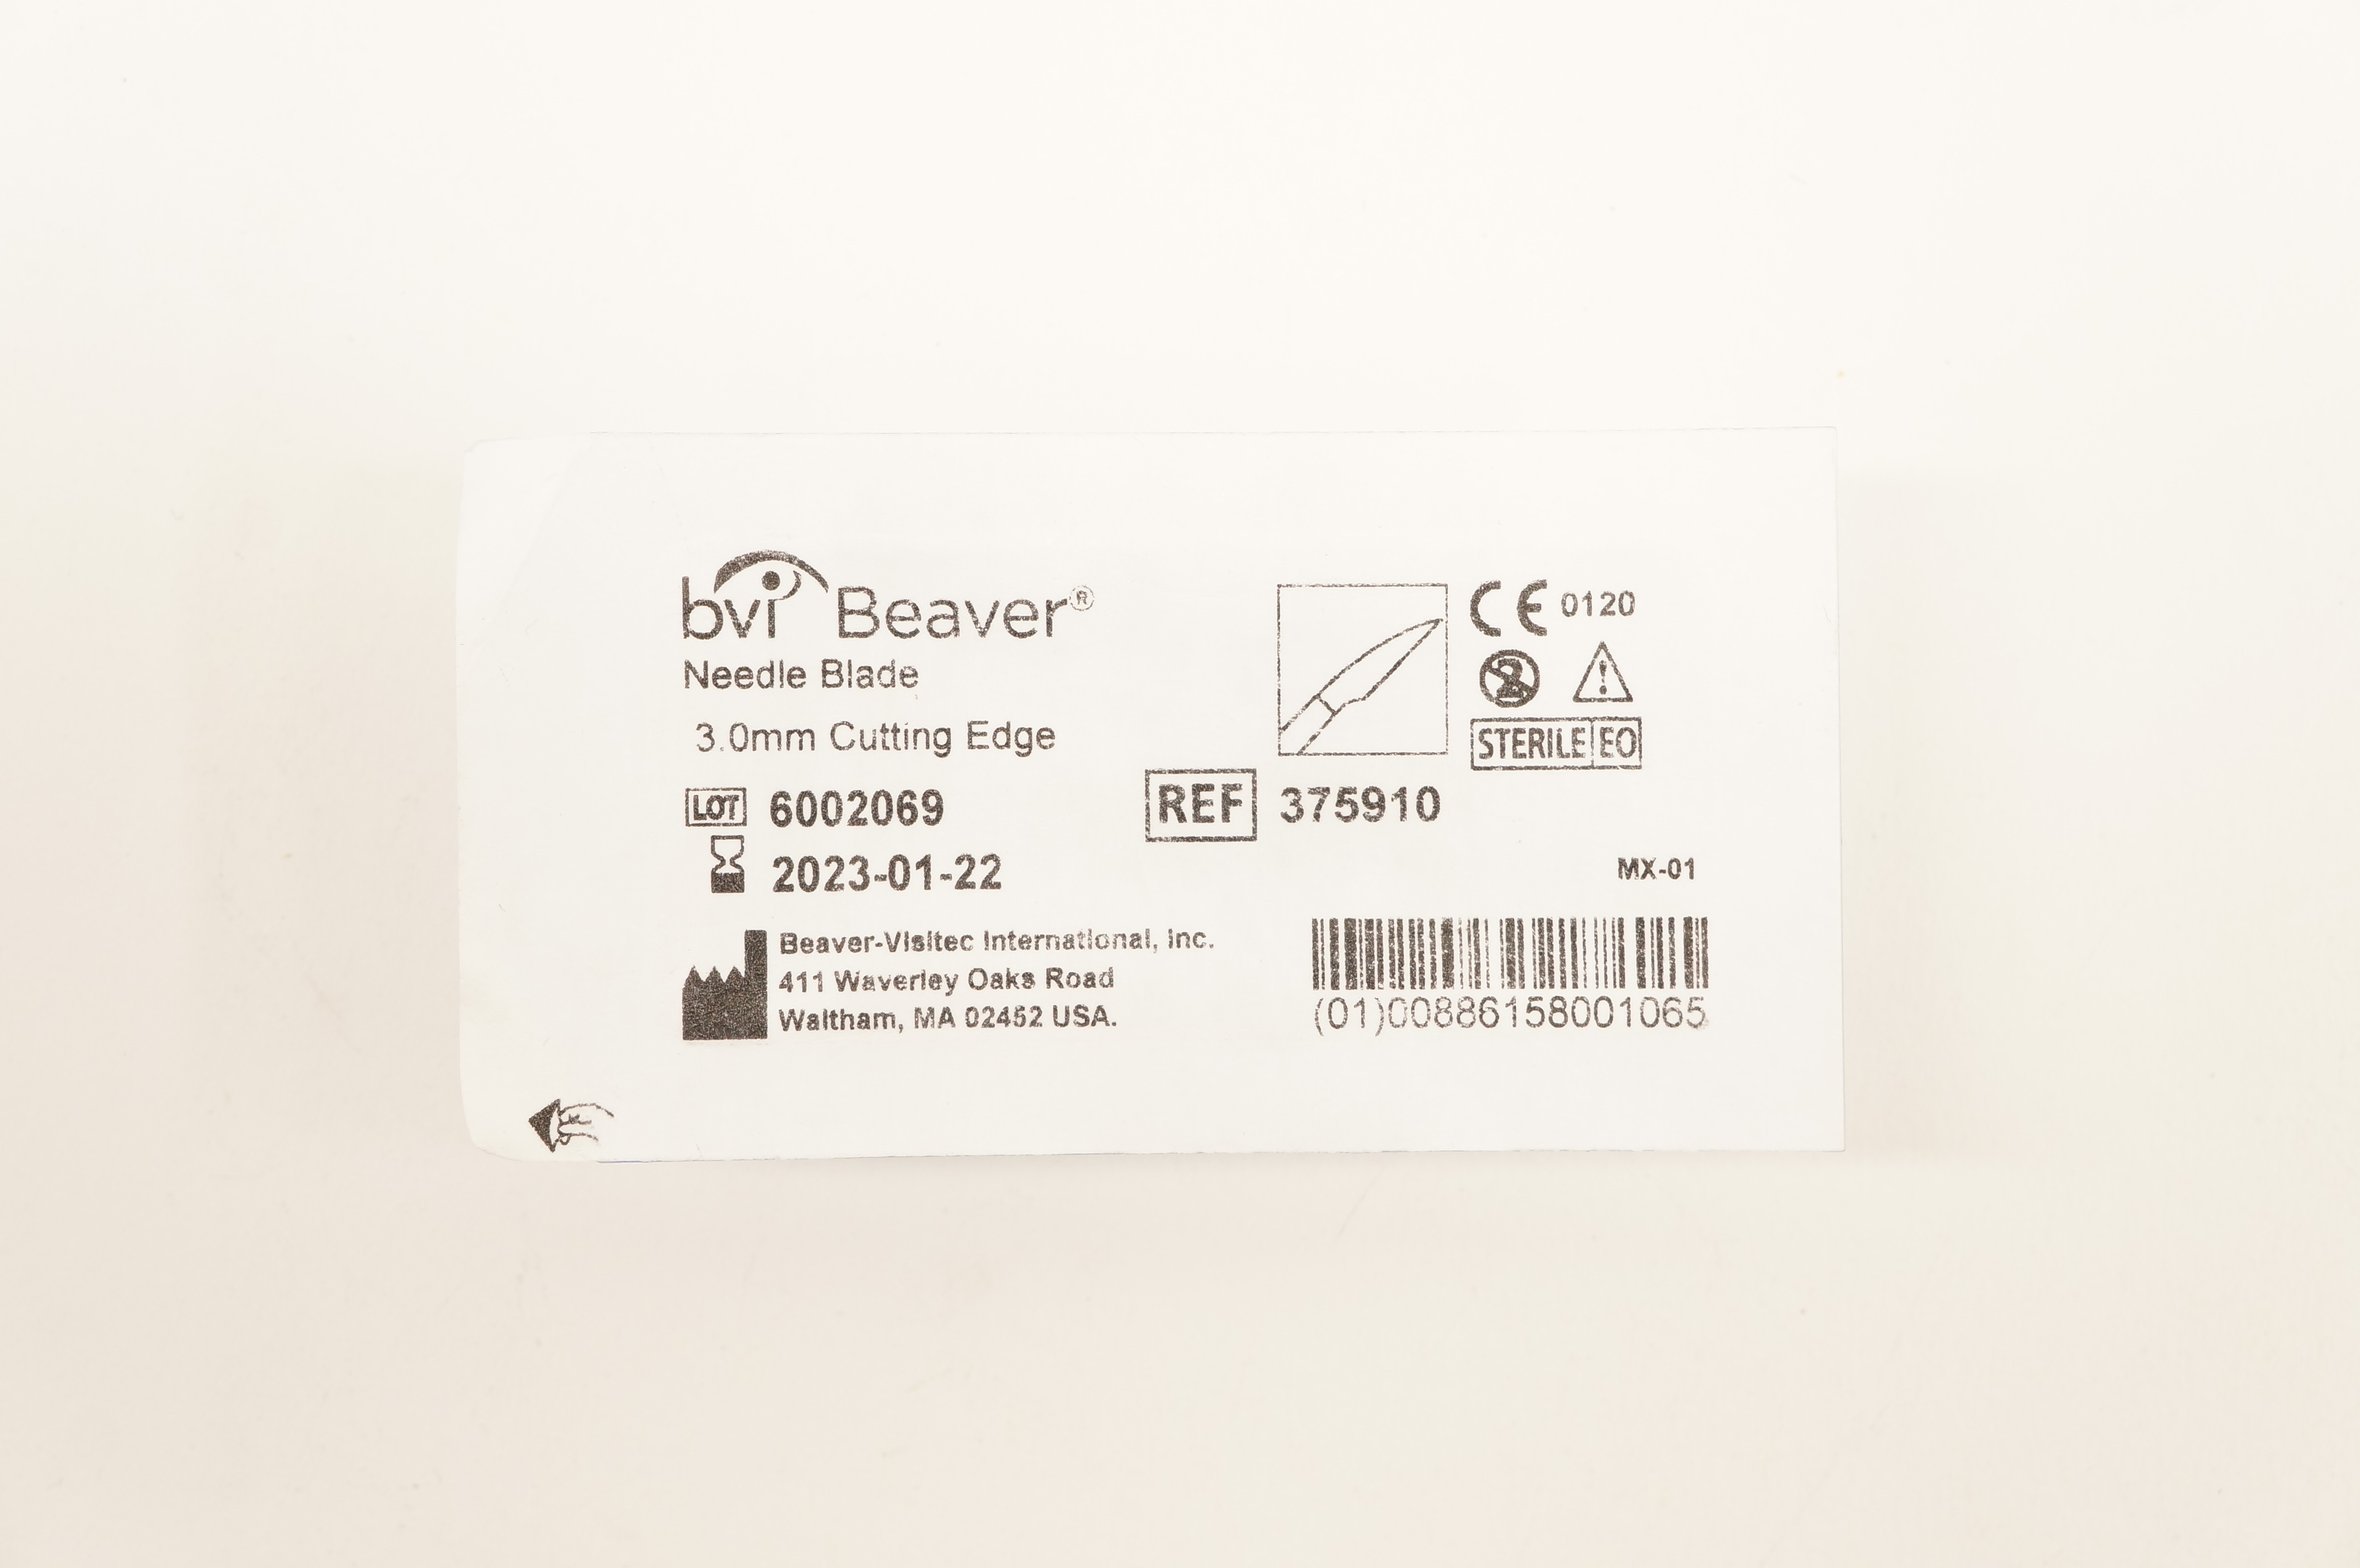 bvi Beaver®
Needle Blade
3.0mm Cutting Edge
CE 0120
2
STERILE EO
LOT 6002069
REF 375910
2023-01-22
MX-01
Beaver-Visitec International, Inc.
411 Waverley Oaks Road
Waltham, MA 02452 USA.
(01)00886158001065